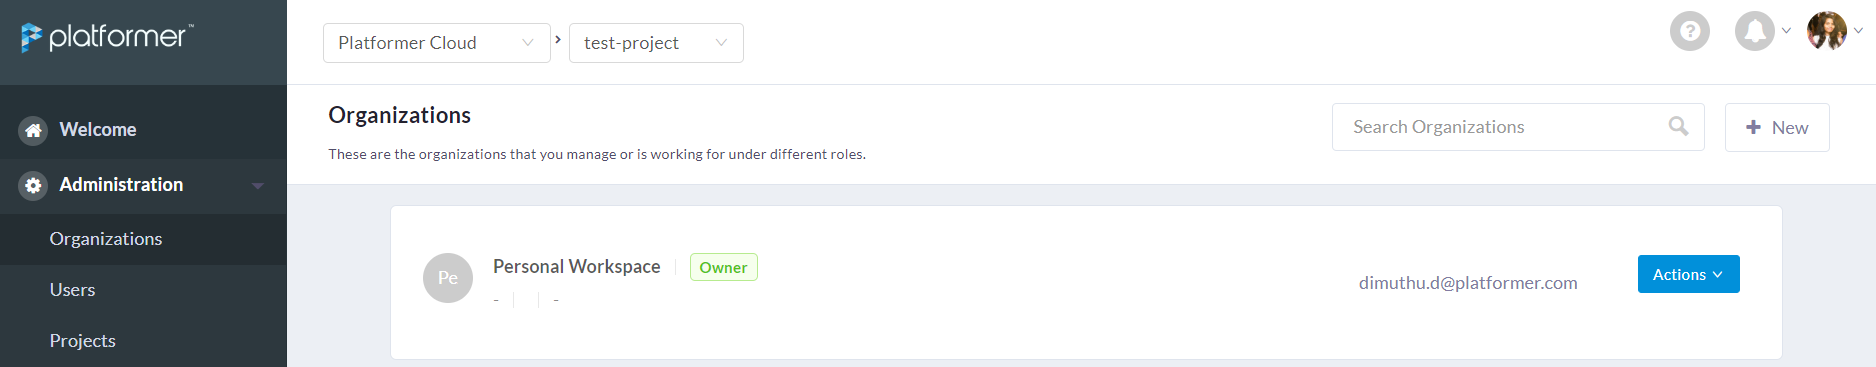 platformer™
Platformer Cloud > test-project
Welcome
Administration
Organizations
Users
Projects
Organizations
These are the organizations that you manage or is working for under different roles.
Search Organizations
+ New
Pe
Personal Workspace
Owner
- | | -
dimuthu.d@platformer.com
Actions